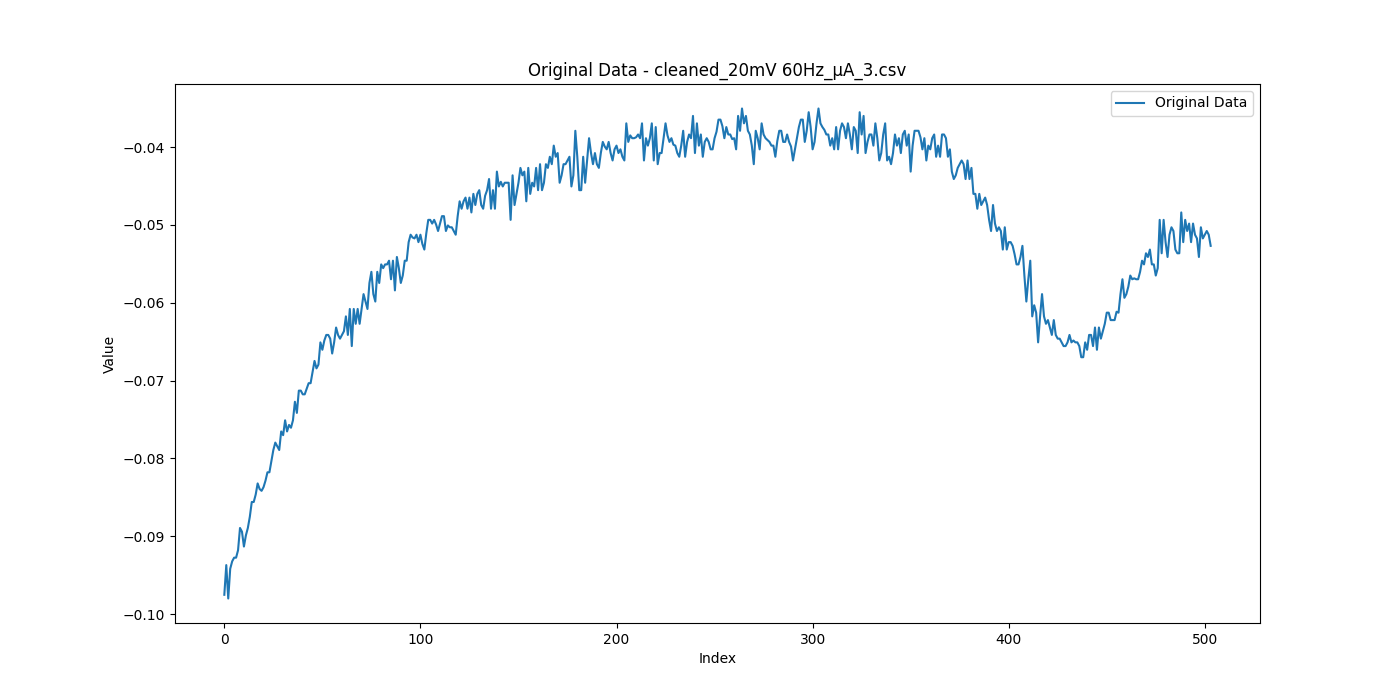 Original Data - cleaned_20mV 60Hz_μA_3.csv
Original Data
−0.04
−0.05
−0.06
−0.07
−0.08
−0.09
−0.10
Value
0 100 200 300 400 500
Index